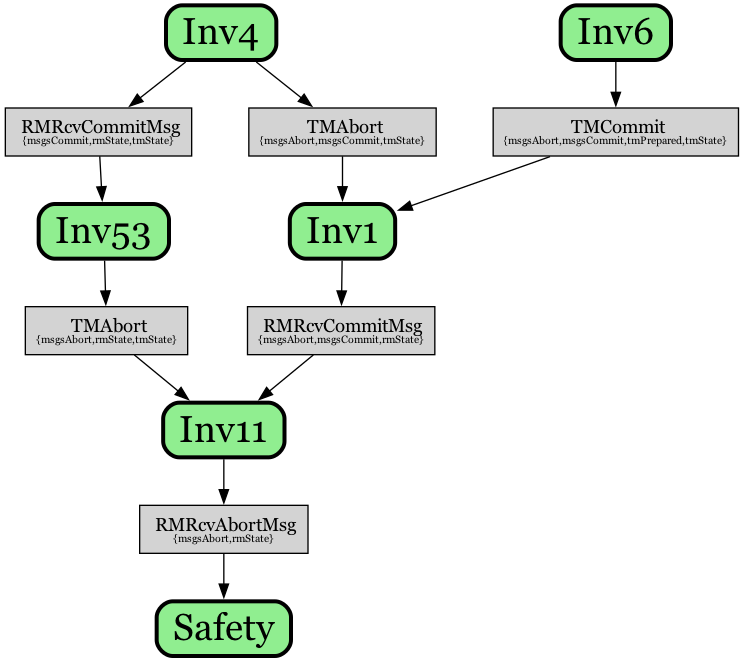 Inv4
Inv6
RMRcvCommitMsg
{msgsCommit,rmState,tmState}
TMAbort
{msgsAbort,msgsCommit,tmState}
TMCommit
{msgsAbort,msgsCommit,tmPrepared,tmState}
Inv53
Inv1
TMAbort
{msgsAbort,rmState,tmState}
RMRcvCommitMsg
{msgsAbort,msgsCommit,rmState}
Inv11
RMRcvAbortMsg
{msgsAbort,rmState}
Safety